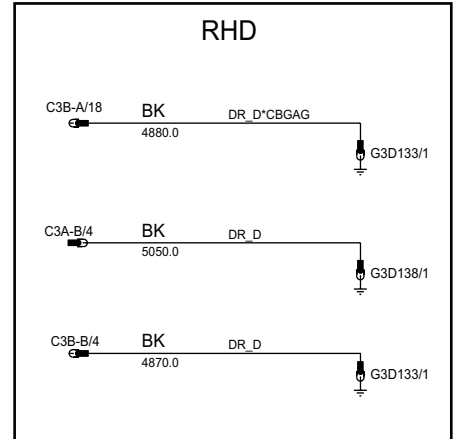 RHD
C3B-A/18 BK DR_D*CBGAG
4880.0
G3D133/1
C3A-B/4 BK DR_D
5050.0
G3D138/1
C3B-B/4 BK DR_D
4870.0
G3D133/1